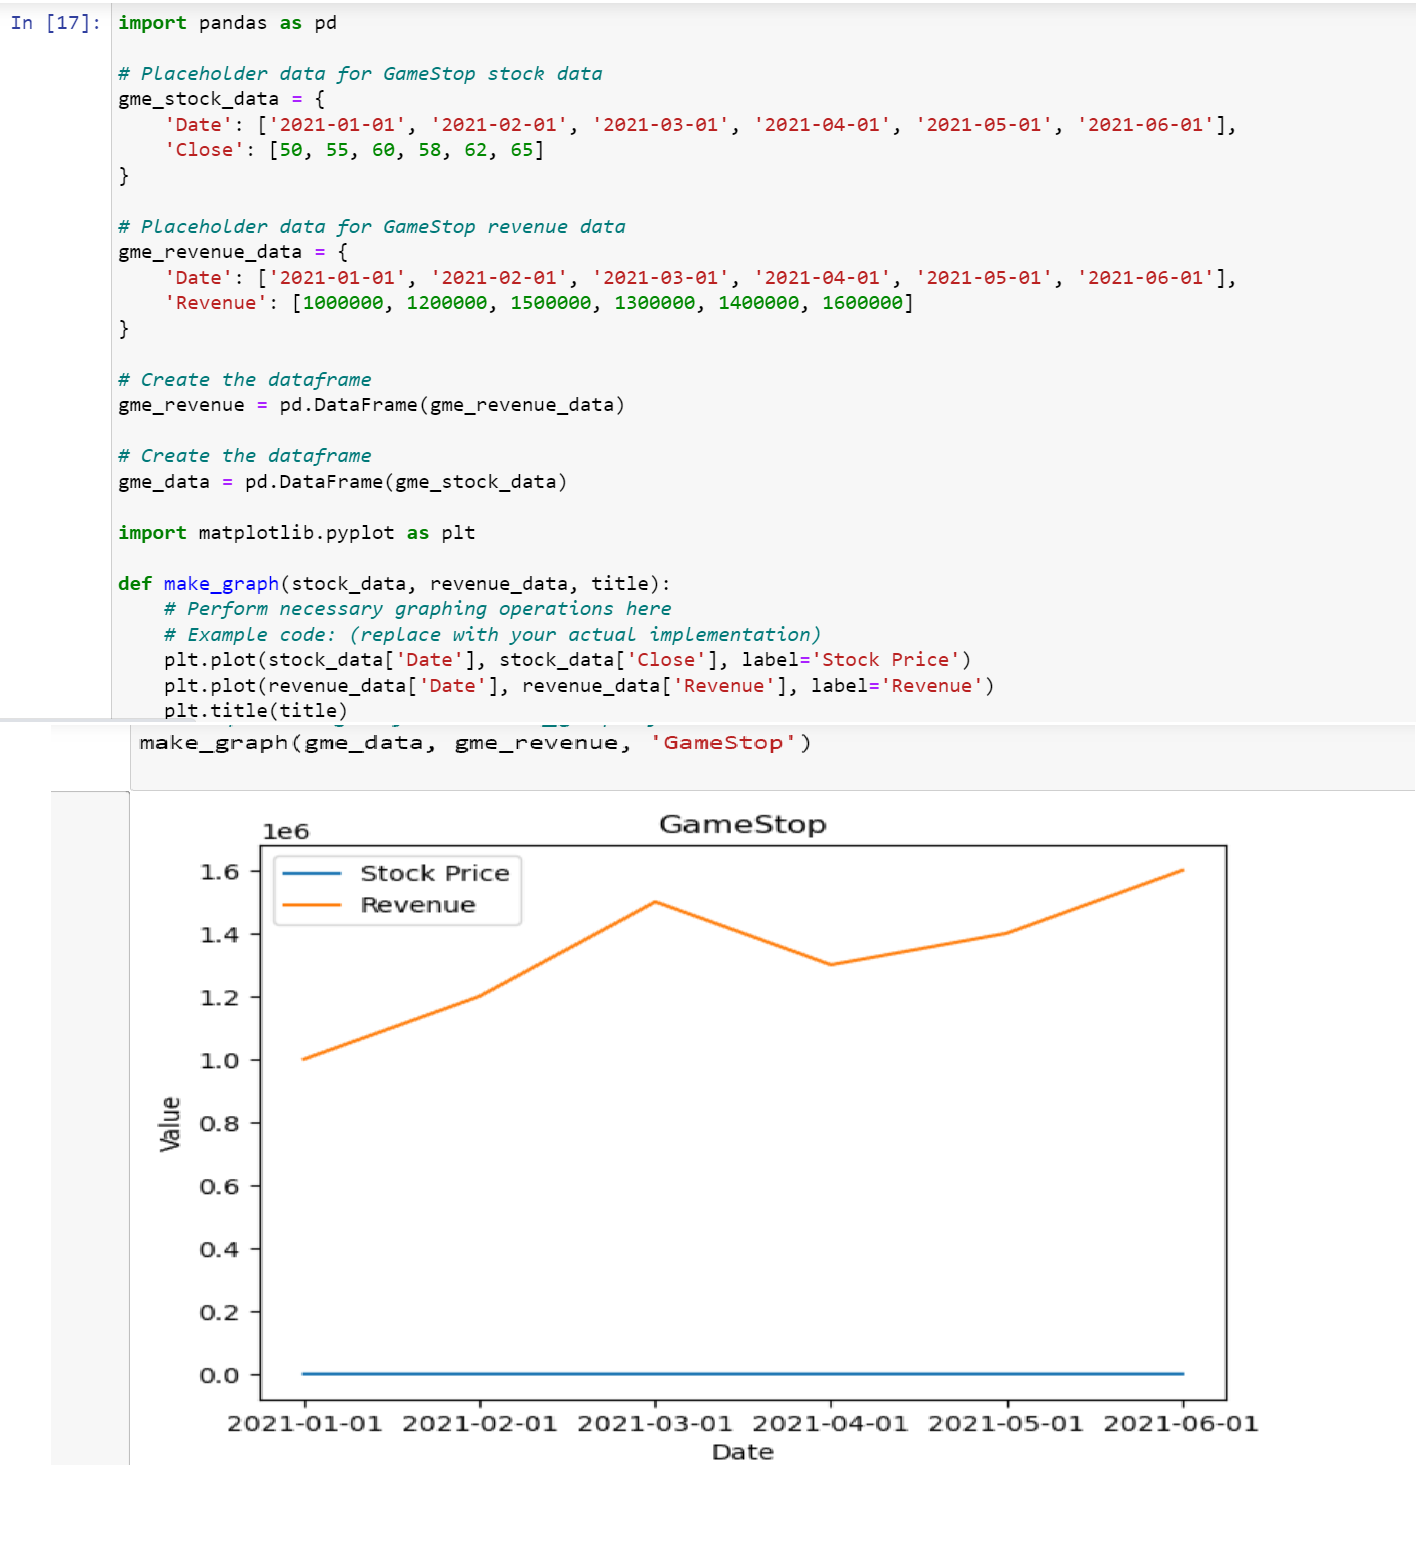 In [17]: import pandas as pd
# Placeholder data for GameStop stock data
gme_stock_data = {
    'Date': ['2021-01-01', '2021-02-01', '2021-03-01', '2021-04-01', '2021-05-01', '2021-06-01'],
    'Close': [50, 55, 60, 58, 62, 65]
}
# Placeholder data for GameStop revenue data
gme_revenue_data = {
    'Date': ['2021-01-01', '2021-02-01', '2021-03-01', '2021-04-01', '2021-05-01', '2021-06-01'],
    'Revenue': [1000000, 1200000, 1500000, 1300000, 1400000, 1600000]
}
# Create the dataframe
gme_revenue = pd.DataFrame(gme_revenue_data)
# Create the dataframe
gme_data = pd.DataFrame(gme_stock_data)
import matplotlib.pyplot as plt
def make_graph(stock_data, revenue_data, title):
    # Perform necessary graphing operations here
    # Example code: (replace with your actual implementation)
    plt.plot(stock_data['Date'], stock_data['Close'], label='Stock Price')
    plt.plot(revenue_data['Date'], revenue_data['Revenue'], label='Revenue')
    plt.title(title)
make_graph(gme_data, gme_revenue, 'GameStop')
GameStop
1e6
Stock Price
Revenue
1.6
1.4
1.2
1.0
0.8
0.6
0.4
0.2
0.0
Value
2021-01-01 2021-02-01 2021-03-01 2021-04-01 2021-05-01 2021-06-01
Date